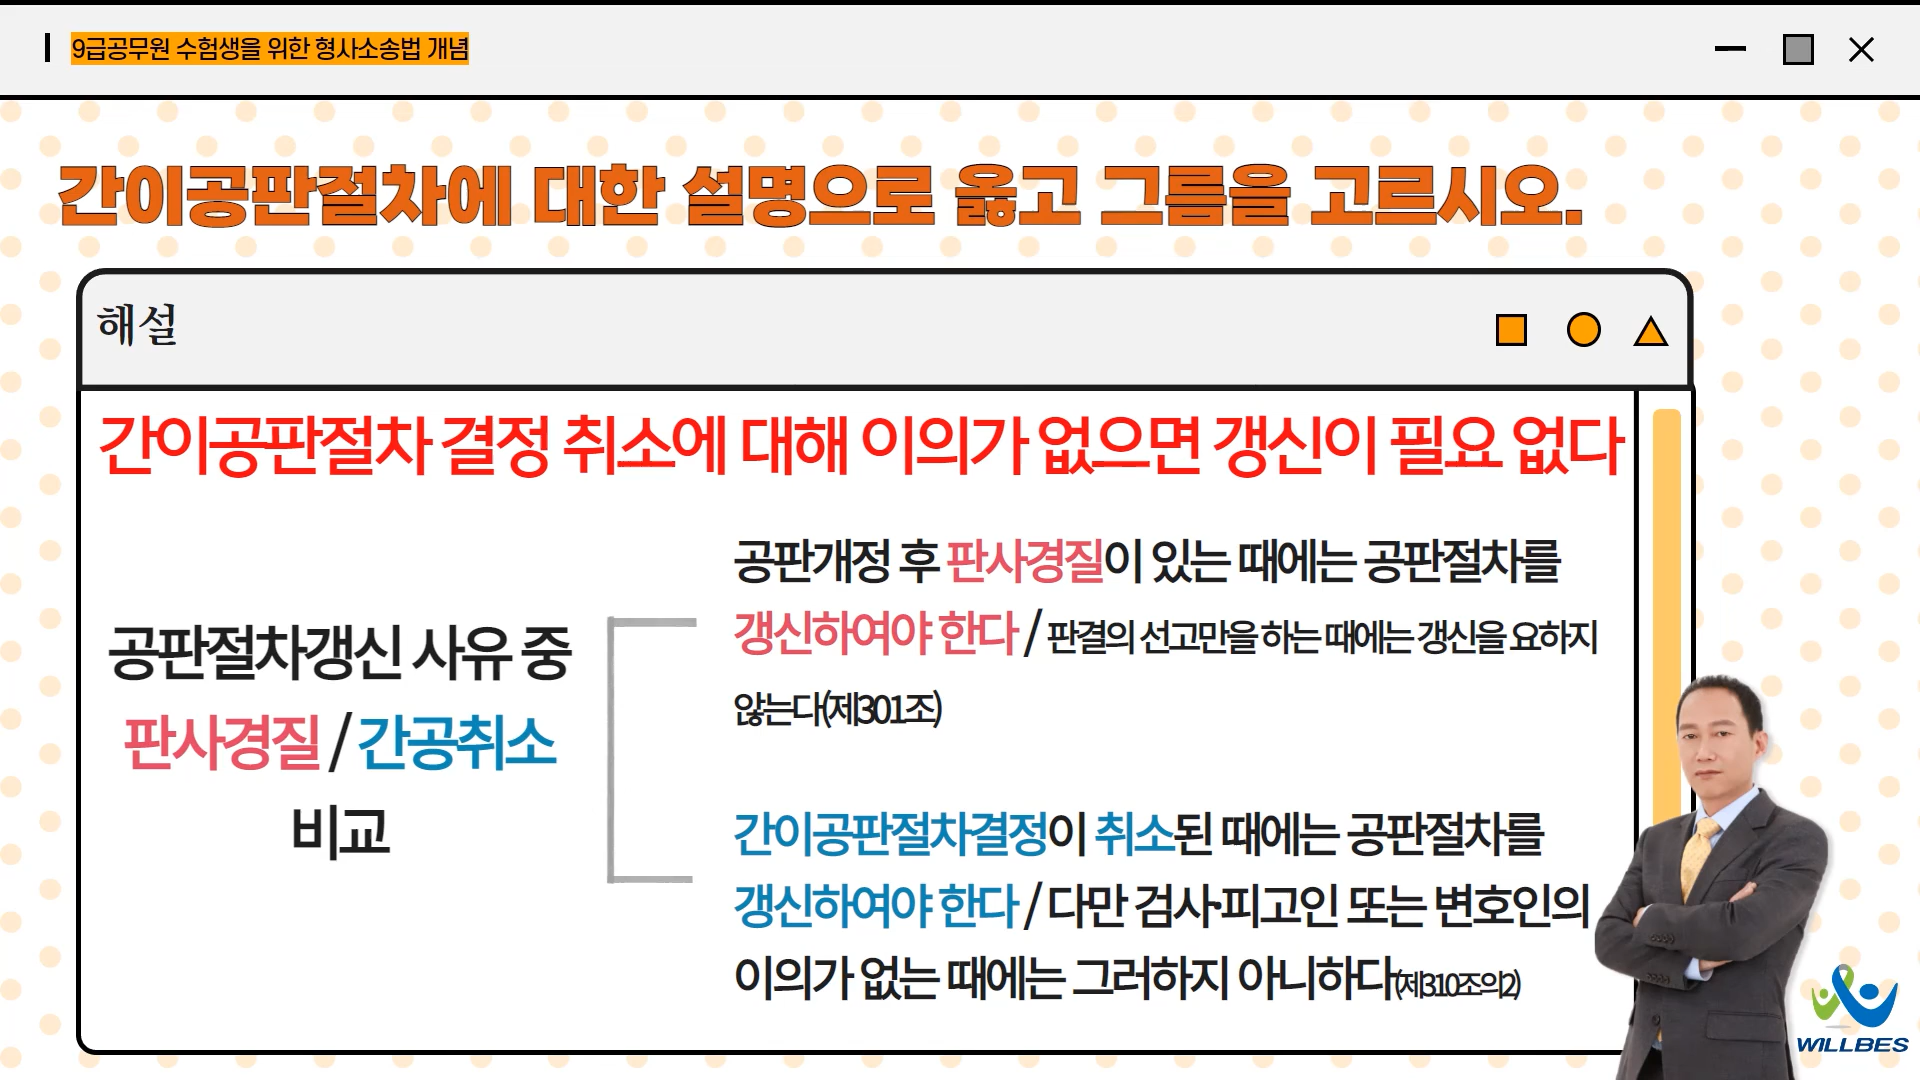 9급공무원 수험생을 위한 형사소송법 개념
간이공판절차에 대한 설명으로 옳고 그름을 고르시오.
해설
간이공판절차 결정 취소에 대해 이의가 없으면 갱신이 필요 없다
공판절차갱신 사유 중
판사경질 / 간공취소
비교
공판개정 후 판사경질이 있는 때에는 공판절차를
갱신하여야 한다 / 판결의 선고만을 하는 때에는 갱신을 요하지
않는다(제301조)
간이공판절차결정이 취소된 때에는 공판절차를
갱신하여야 한다 / 다만 검사·피고인 또는 변호인의
이의가 없는 때에는 그러하지 아니하다(제310조의2)
WILLBES